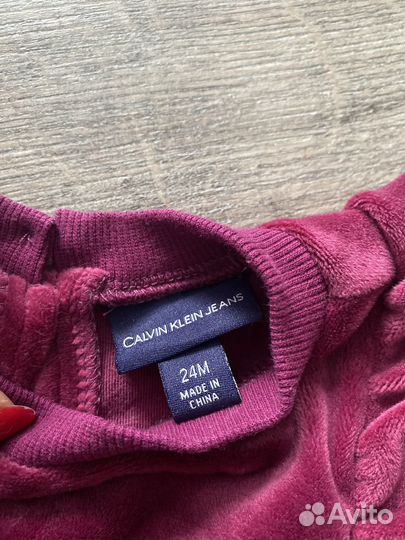 CALVIN KLEIN JEANS
24M
MADE IN
CHINA
Avito